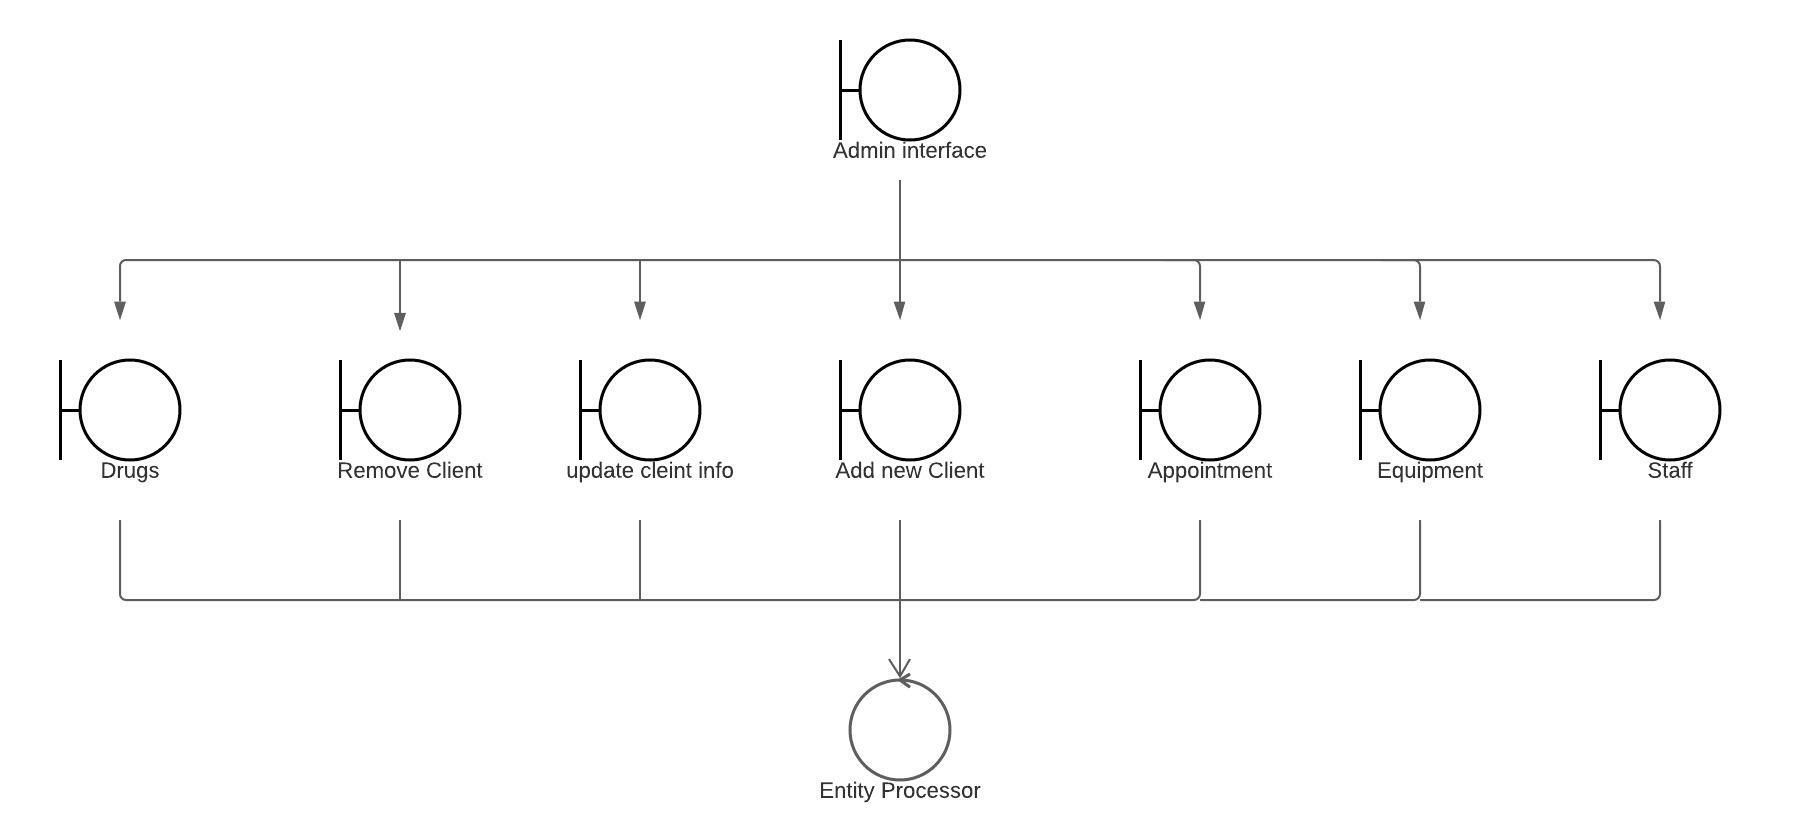 Admin interface
Drugs
Remove Client
update cleint info
Add new Client
Appointment
Equipment
Staff
Entity Processor